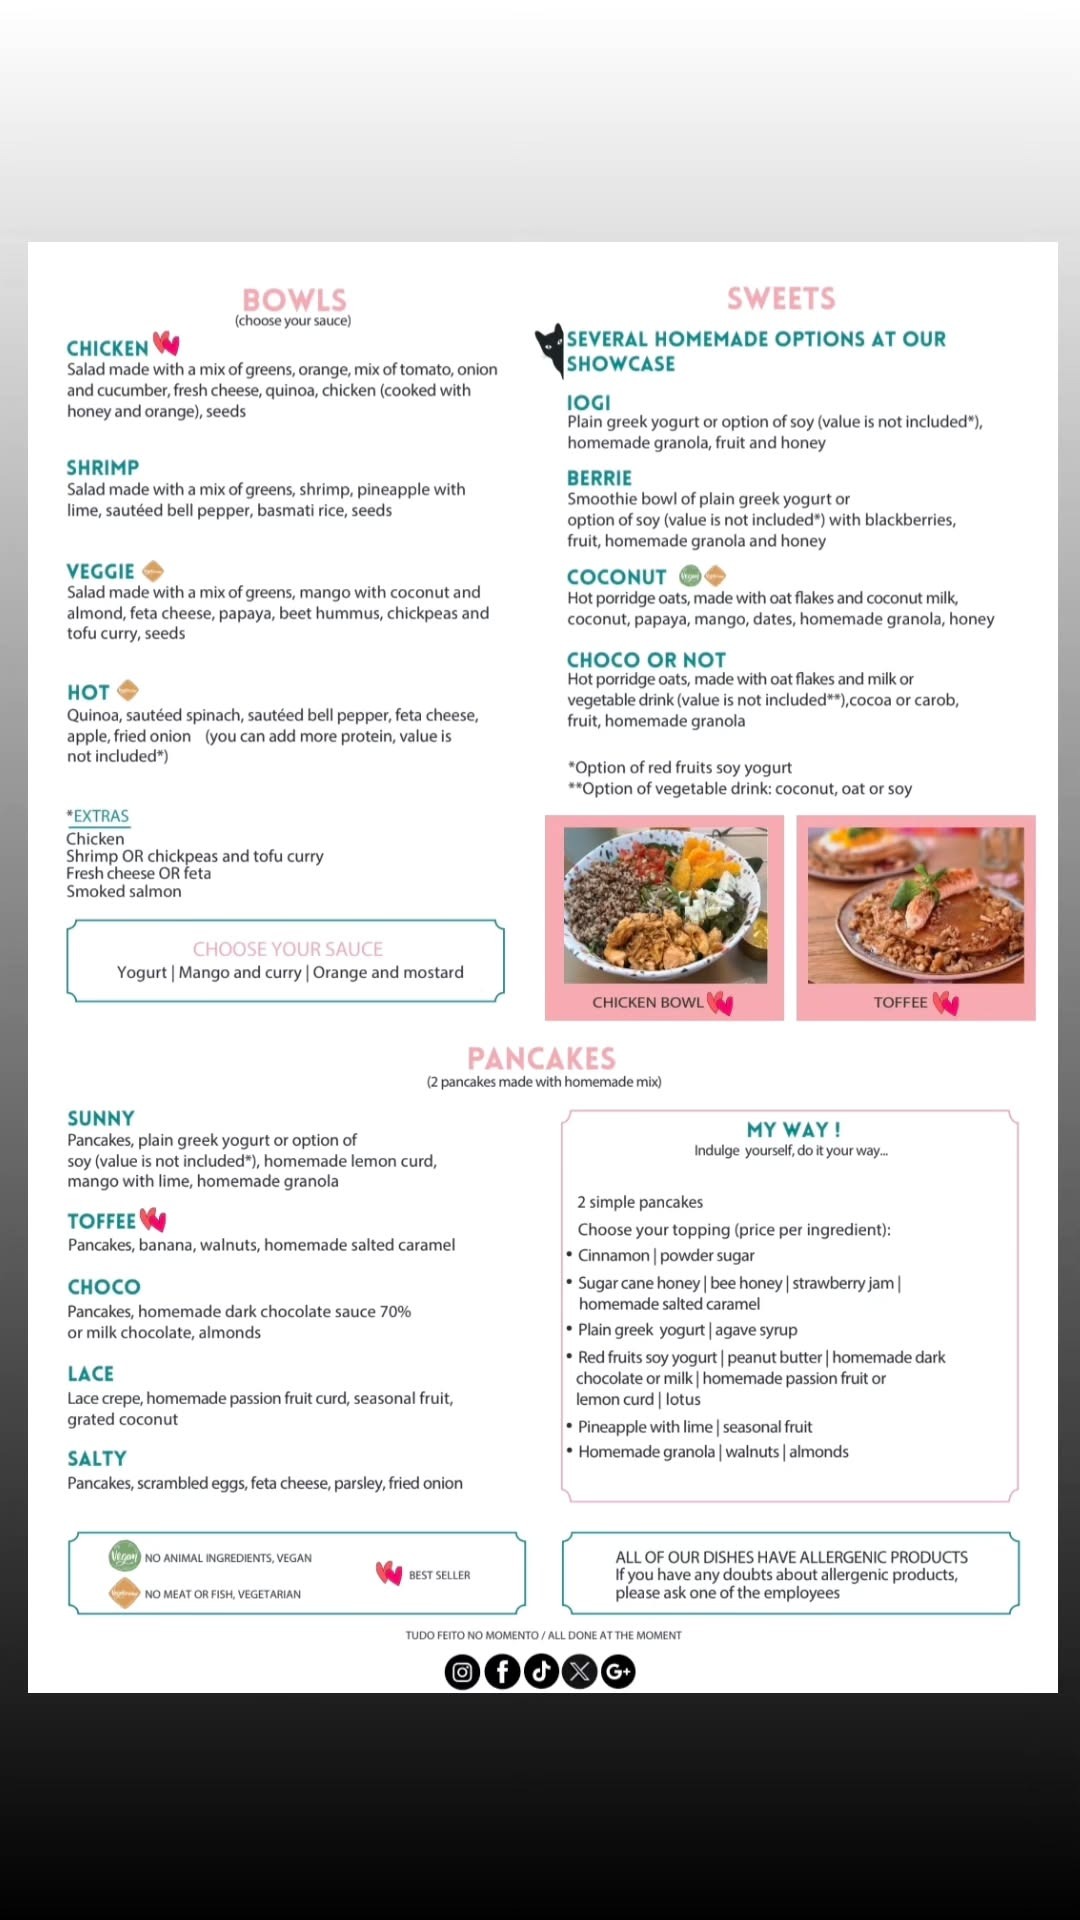 BOWLS
(choose your sauce)
CHICKEN
Salad made with a mix of greens, orange, mix of tomato, onion
and cucumber, fresh cheese, quinoa, chicken (cooked with
honey and orange), seeds
SHRIMP
Salad made with a mix of greens, shrimp, pineapple with
lime, sautéed bell pepper, basmati rice, seeds
VEGGIE
Salad made with a mix of greens, mango with coconut and
almond, feta cheese, papaya, beet hummus, chickpeas and
tofu curry, seeds
HOT
Quinoa, sautéed spinach, sautéed bell pepper, feta cheese,
apple, fried onion (you can add more protein, value is
not included*)
*EXTRAS
Chicken
Shrimp OR chickpeas and tofu curry
Fresh cheese OR feta
Smoked salmon
CHOOSE YOUR SAUCE
Yogurt | Mango and curry | Orange and mostard
SWEETS
SEVERAL HOMEMADE OPTIONS AT OUR
SHOWCASE
IOGI
Plain greek yogurt or option of soy (value is not included*),
homemade granola, fruit and honey
BERRIE
Smoothie bowl of plain greek yogurt or
option of soy (value is not included*) with blackberries,
fruit, homemade granola and honey
COCONUT Vegan
Hot porridge oats, made with oat flakes and coconut milk,
coconut, papaya, mango, dates, homemade granola, honey
CHOCO OR NOT
Hot porridge oats, made with oat flakes and milk or
vegetable drink (value is not included**),cocoa or carob,
fruit, homemade granola
*Option of red fruits soy yogurt
**Option of vegetable drink: coconut, oat or soy
CHICKEN BOWL
TOFFEE
PANCAKES
(2 pancakes made with homemade mix)
SUNNY
Pancakes, plain greek yogurt or option of
soy (value is not included*), homemade lemon curd,
mango with lime, homemade granola
TOFFEE
Pancakes, banana, walnuts, homemade salted caramel
CHOCO
Pancakes, homemade dark chocolate sauce 70%
or milk chocolate, almonds
LACE
Lace crepe, homemade passion fruit curd, seasonal fruit,
grated coconut
SALTY
Pancakes, scrambled eggs, feta cheese, parsley, fried onion
MY WAY !
Indulge yourself, do it your way...
2 simple pancakes
Choose your topping (price per ingredient):
• Cinnamon | powder sugar
• Sugar cane honey | bee honey | strawberry jam |
homemade salted caramel
• Plain greek yogurt | agave syrup
• Red fruits soy yogurt | peanut butter | homemade dark
chocolate or milk | homemade passion fruit or
lemon curd | lotus
• Pineapple with lime | seasonal fruit
• Homemade granola | walnuts | almonds
Vegan NO ANIMAL INGREDIENTS, VEGAN
NO MEAT OR FISH, VEGETARIAN
BEST SELLER
ALL OF OUR DISHES HAVE ALLERGENIC PRODUCTS
If you have any doubts about allergenic products,
please ask one of the employees
TUDO FEITO NO MOMENTO / ALL DONE AT THE MOMENT